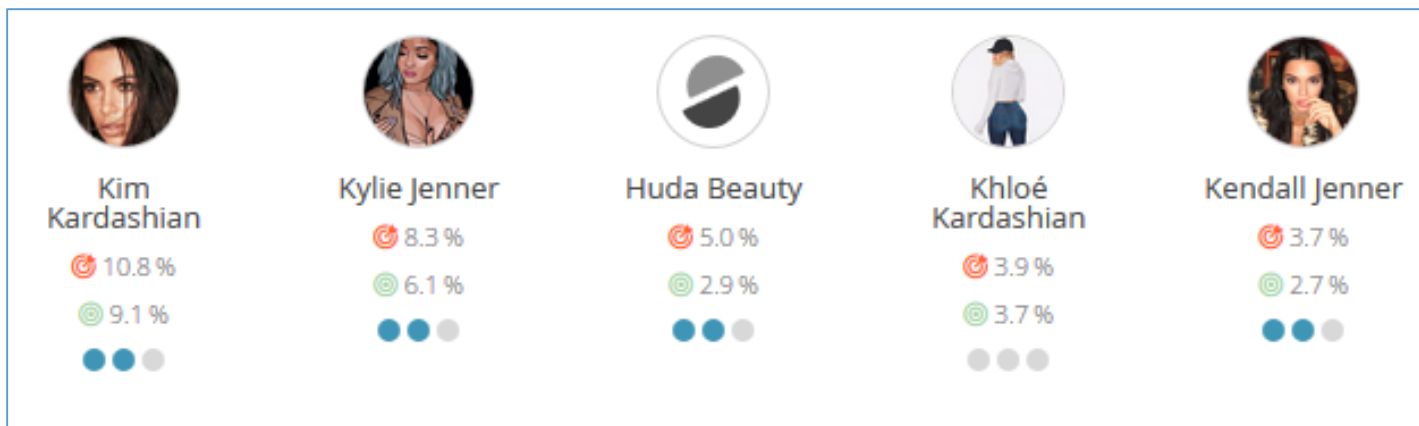 Kim
Kardashian
10.8 %
9.1 %
Kylie Jenner
8.3 %
6.1 %
Huda Beauty
5.0 %
2.9 %
Khloé
Kardashian
3.9 %
3.7 %
Kendall Jenner
3.7 %
2.7 %